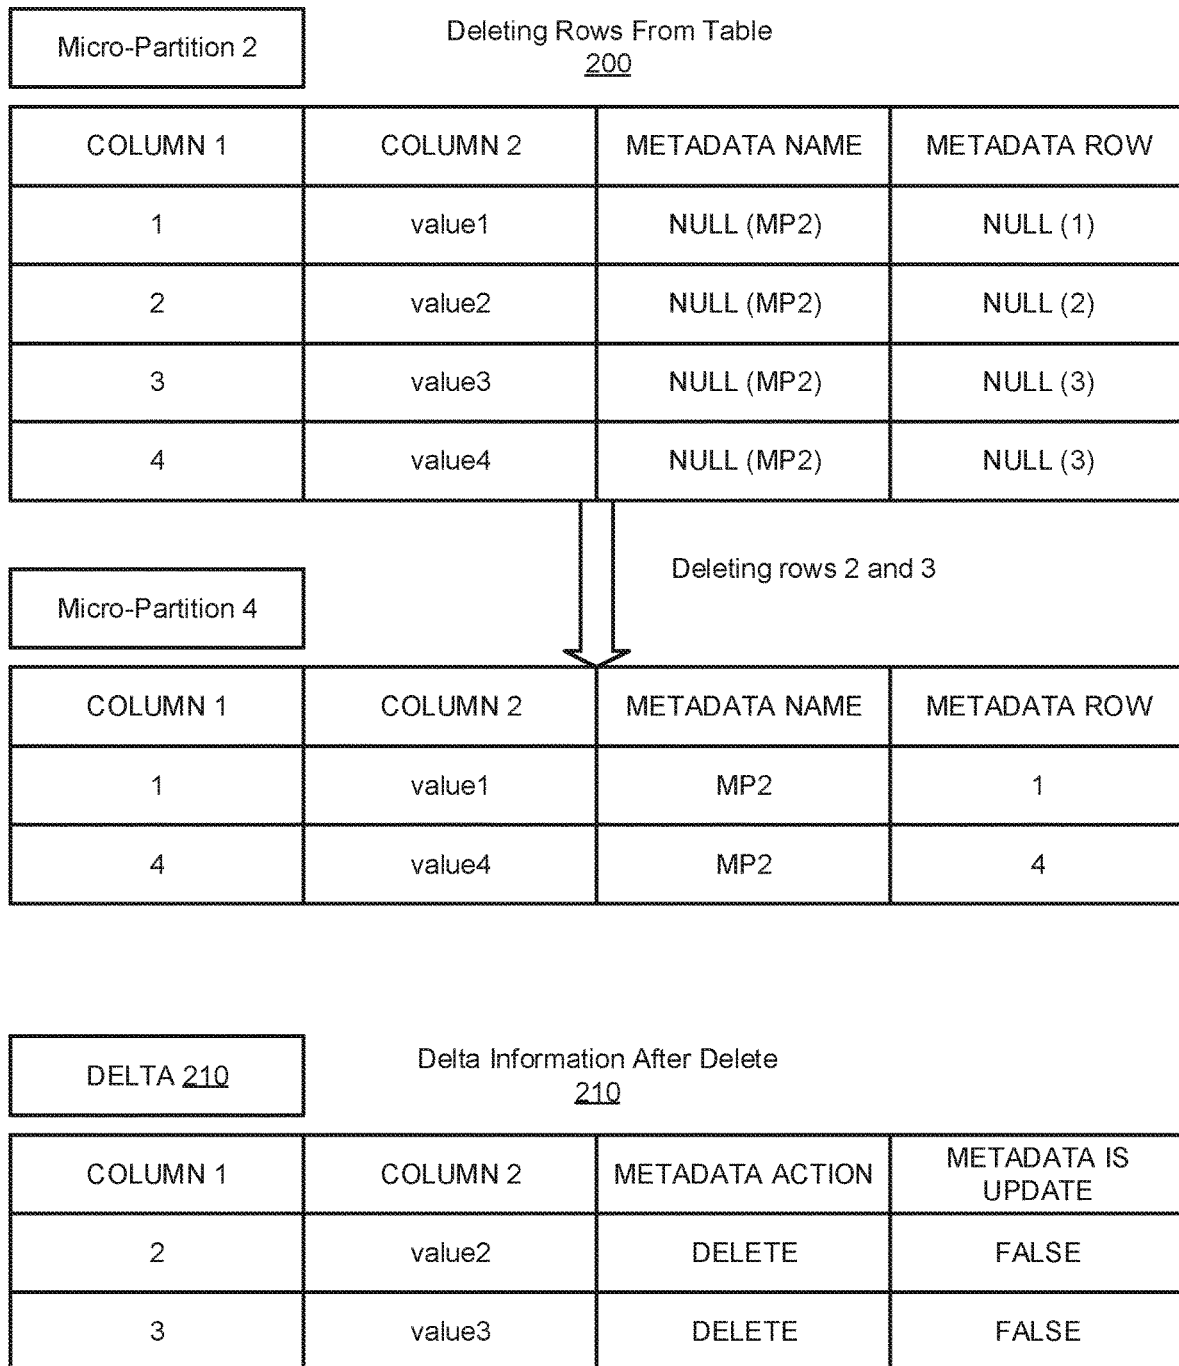 Micro-Partition 2
Deleting Rows From Table
200
COLUMN 1 COLUMN 2 METADATA NAME METADATA ROW
1 value1 NULL (MP2) NULL (1)
2 value2 NULL (MP2) NULL (2)
3 value3 NULL (MP2) NULL (3)
4 value4 NULL (MP2) NULL (3)
Deleting rows 2 and 3
Micro-Partition 4
COLUMN 1 COLUMN 2 METADATA NAME METADATA ROW
1 value1 MP2 1
4 value4 MP2 4
DELTA 210
Delta Information After Delete
210
COLUMN 1 COLUMN 2 METADATA ACTION METADATA IS
UPDATE
2 value2 DELETE FALSE
3 value3 DELETE FALSE